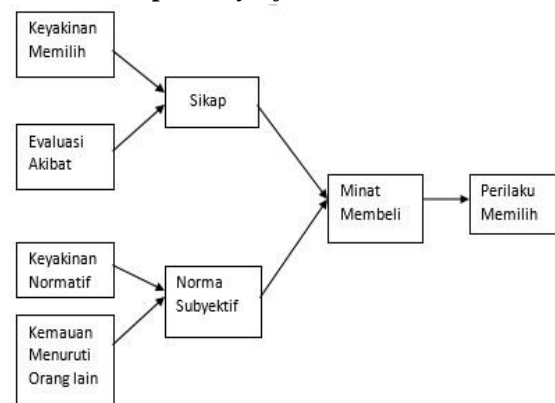 Keyakinan
Memilih
Sikap
Evaluasi
Akibat
Minat
Membeli
Perilaku
Memilih
Keyakinan
Normatif
Norma
Subyektif
Kemauan
Menuruti
Orang lain